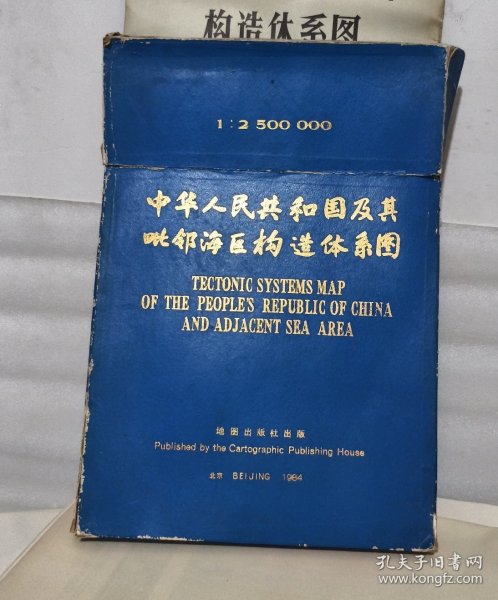 构造体系图
1:2 500 000
中华人民共和国及其
毗邻海区构造体系图
TECTONIC SYSTEMS MAP
OF THE PEOPLE'S REPUBLIC OF CHINA
AND ADJACENT SEA AREA
地图出版社出版
Published by the Cartographic Publishing House
北京 BEIJING 1984
孔夫子旧书网
www.kongfz.com